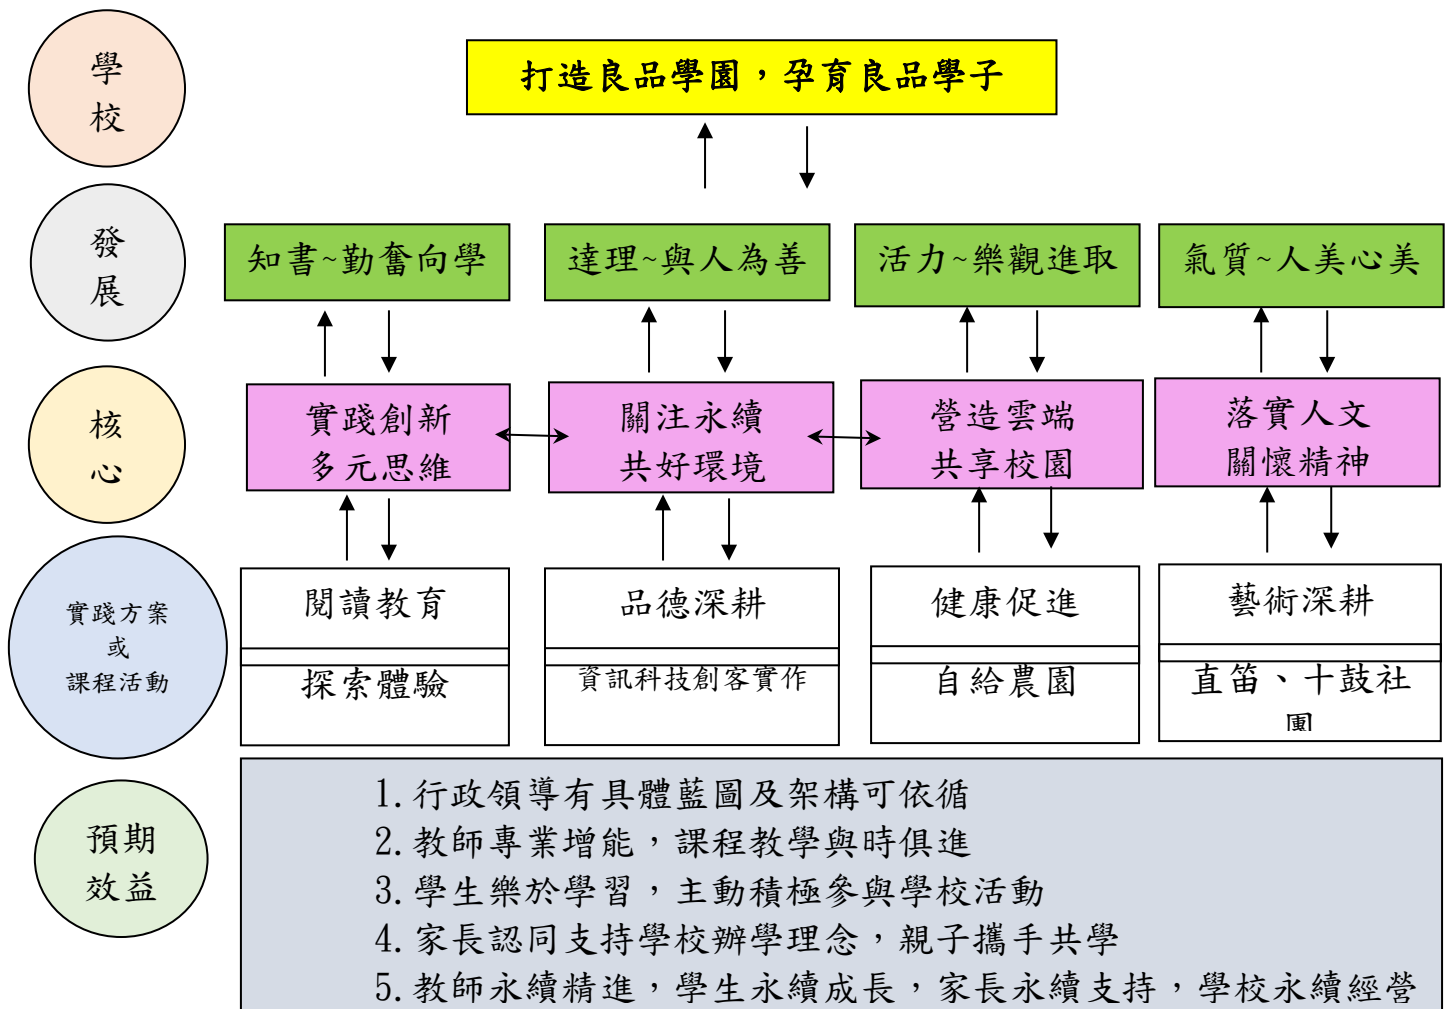 學
校
打造良品學園，孕育良品學子
發
展
知書~勤奮向學
達理~與人為善
活力~樂觀進取
氣質~人美心美
核
心
實踐創新
多元思維
關注永續
共好環境
營造雲端
共享校園
落實人文
關懷精神
實踐方案
或
課程活動
閱讀教育
探索體驗
品德深耕
資訊科技創客實作
健康促進
自給農園
藝術深耕
直笛、十鼓社
團
預期
效益
1.行政領導有具體藍圖及架構可依循
2.教師專業增能，課程教學與時俱進
3.學生樂於學習，主動積極參與學校活動
4.家長認同支持學校辦學理念，親子攜手共學
5.教師永續精進，學生永續成長，家長永續支持，學校永續經營